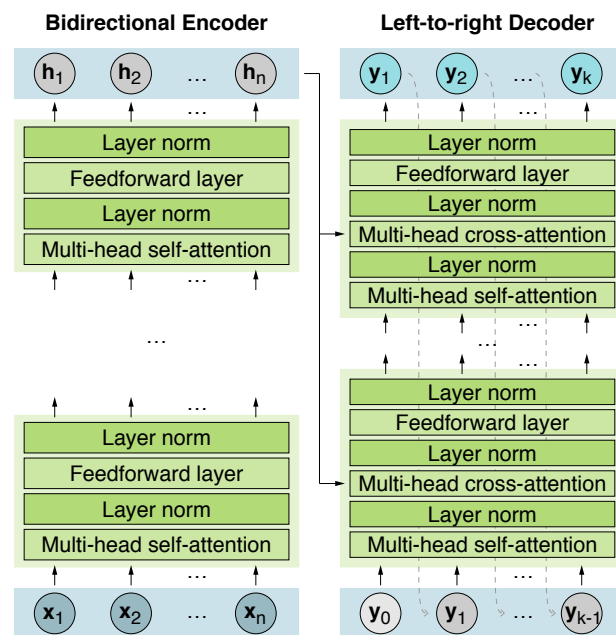 Bidirectional Encoder
h1 h2 ... hn
...
Layer norm
Feedforward layer
Layer norm
Multi-head self-attention
...
...
...
Layer norm
Feedforward layer
Layer norm
Multi-head self-attention
...
x1 x2 ... xn
Left-to-right Decoder
y1 y2 ... yk
...
Layer norm
Feedforward layer
Layer norm
Multi-head cross-attention
Layer norm
Multi-head self-attention
...
...
...
Layer norm
Feedforward layer
Layer norm
Multi-head cross-attention
Layer norm
Multi-head self-attention
...
y0 y1 ... yk-1